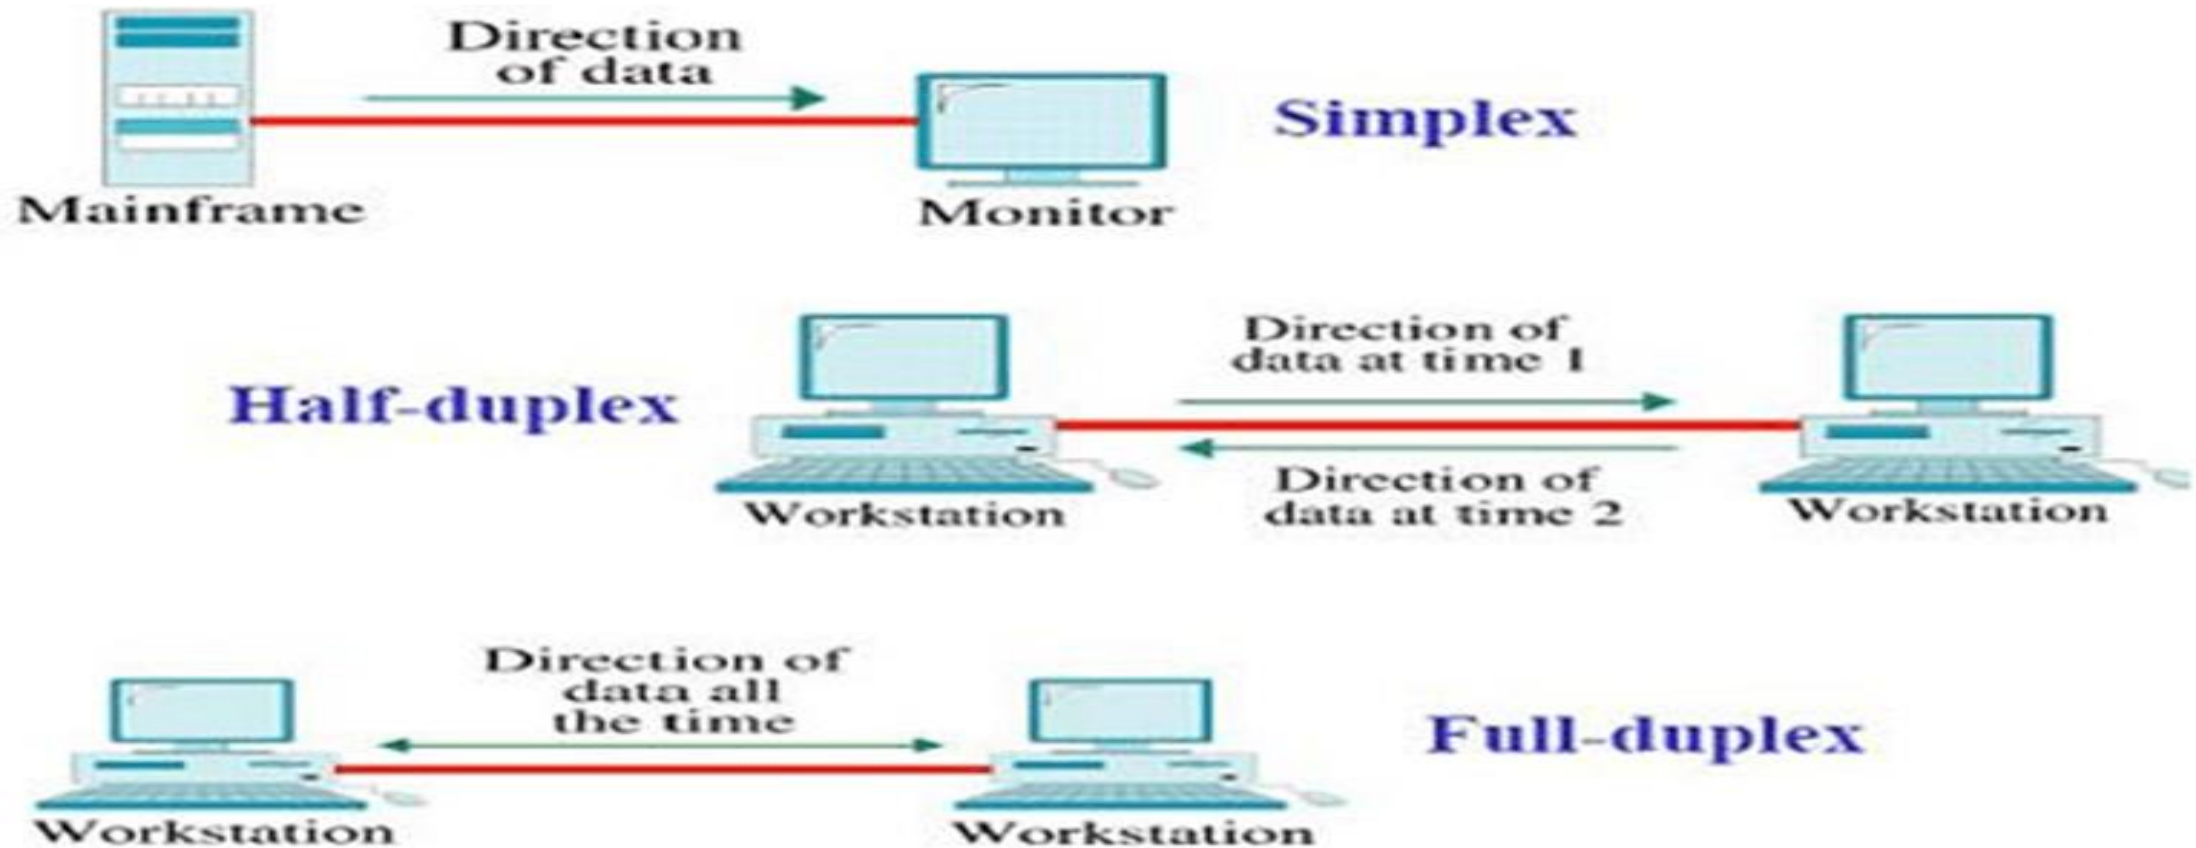 Direction
of data
Simplex
Mainframe
Monitor
Half-duplex
Direction of
data at time 1
Direction of
data at time 2
Workstation
Workstation
Direction of
data all
the time
Full-duplex
Workstation
Workstation